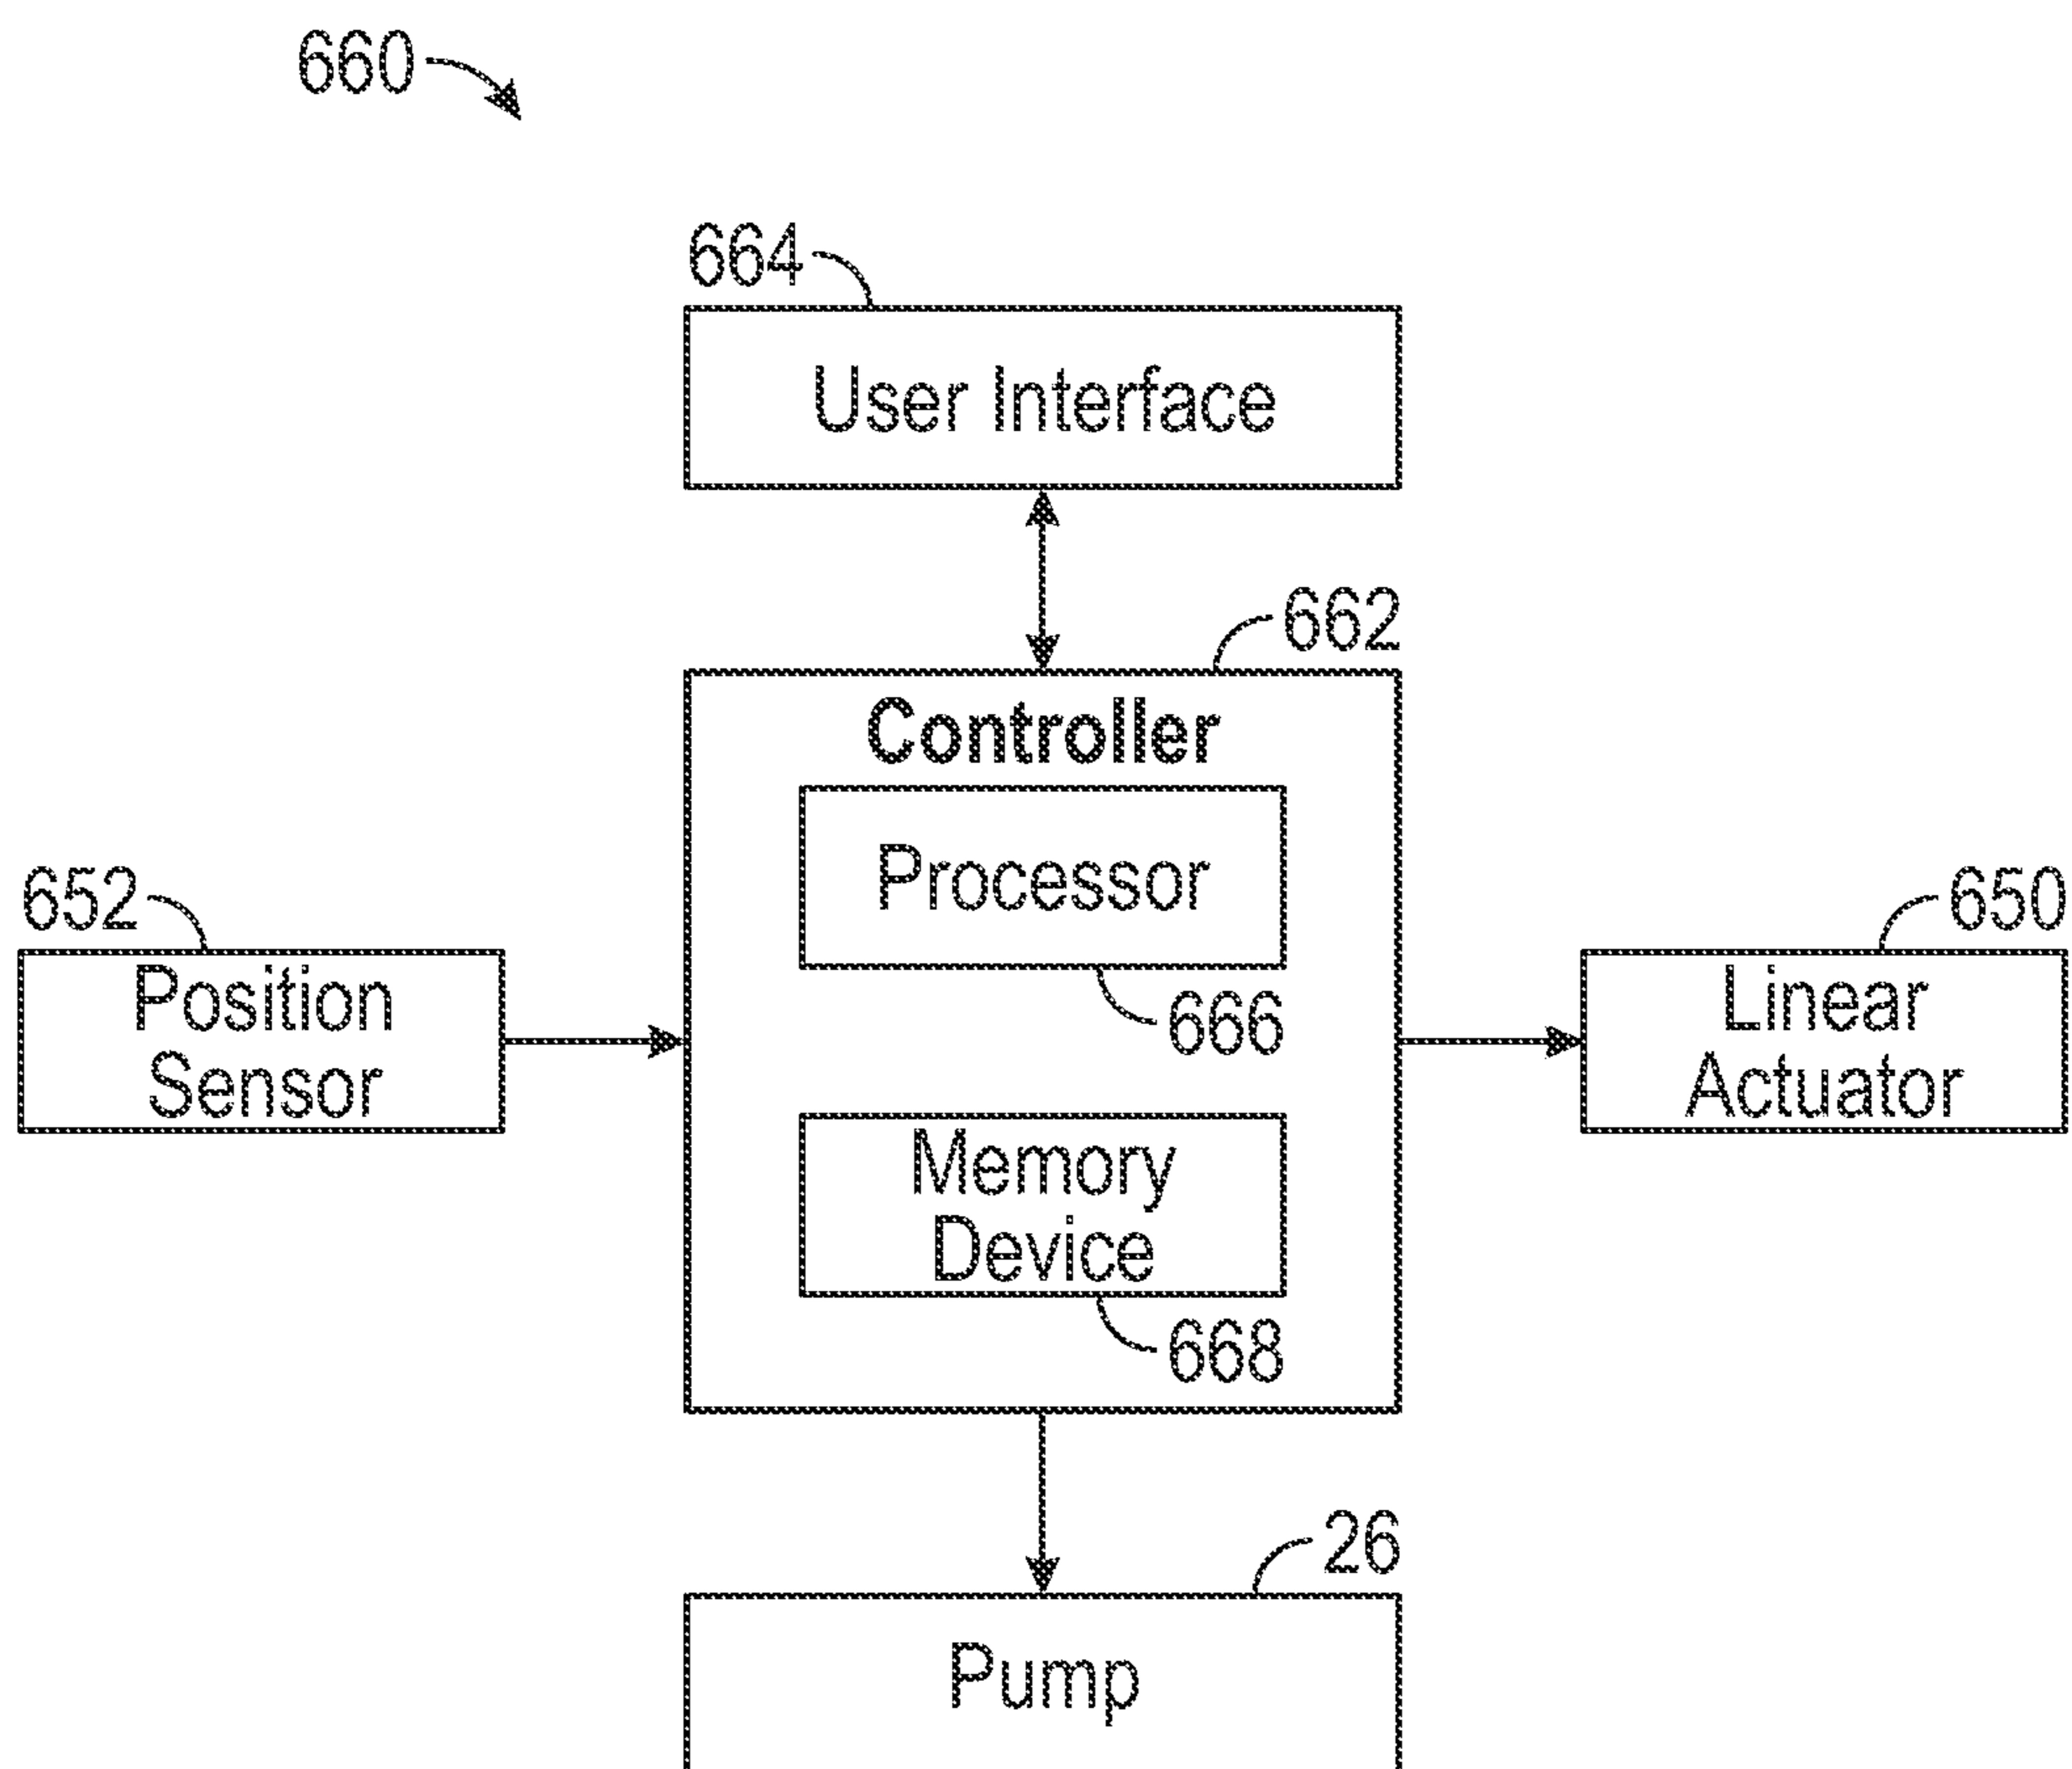 660
664
User Interface
662
Controller
Processor
666
652
Position
Sensor
650
Linear
Actuator
Memory
Device
668
26
Pump